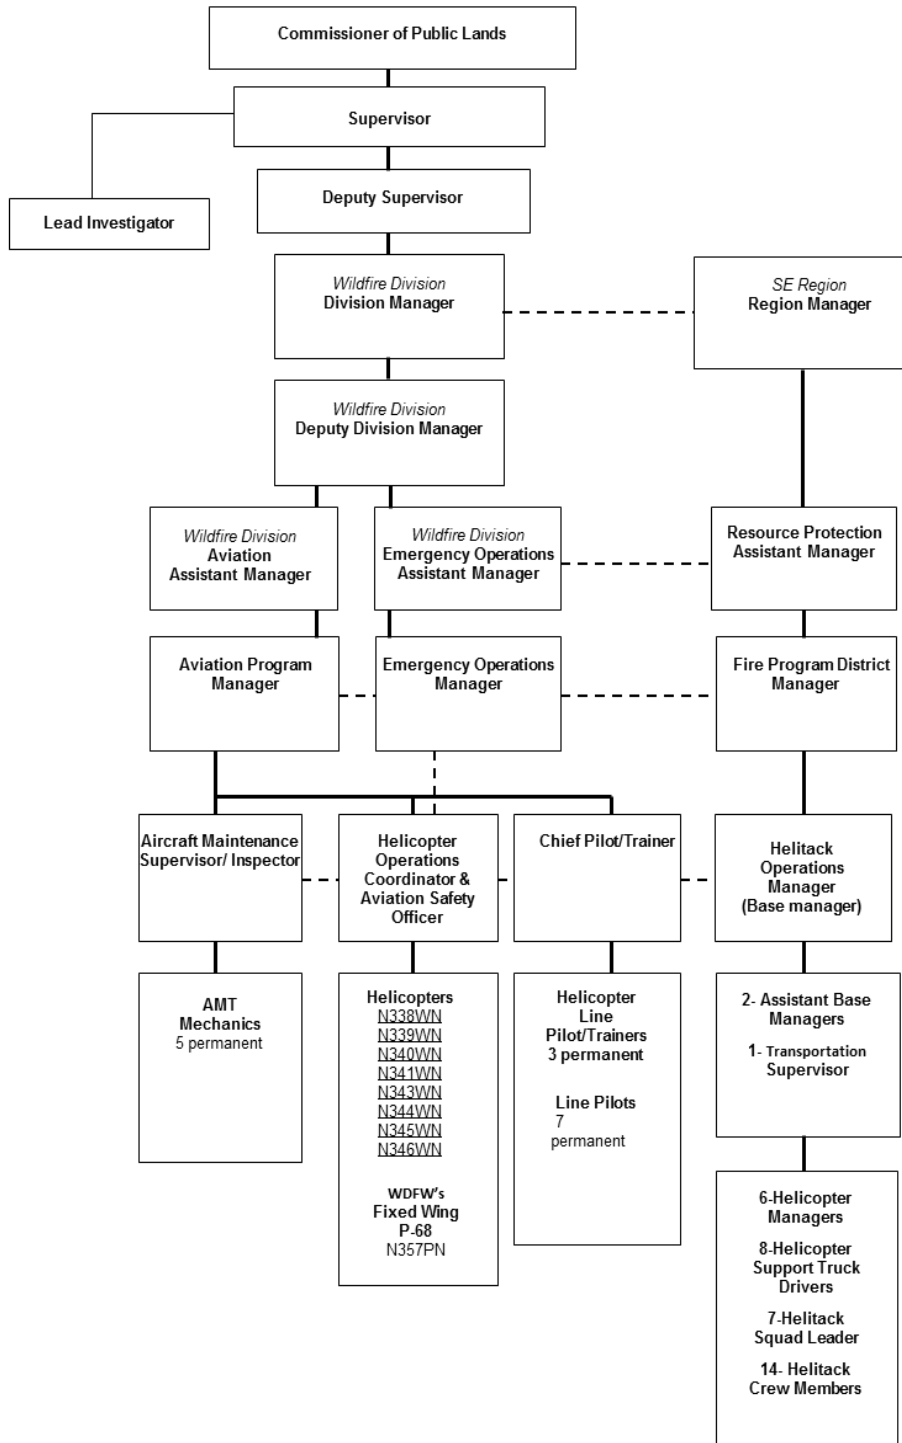 Commissioner of Public Lands
Supervisor
Lead Investigator
Deputy Supervisor
Wildfire Division
Division Manager
SE Region
Region Manager
Wildfire Division
Deputy Division Manager
Wildfire Division
Aviation
Assistant Manager
Wildfire Division
Emergency Operations
Assistant Manager
Resource Protection
Assistant Manager
Aviation Program
Manager
Emergency Operations
Manager
Fire Program District
Manager
Aircraft Maintenance
Supervisor/ Inspector
Helicopter
Operations
Coordinator &
Aviation Safety
Officer
Chief Pilot/Trainer
Helitack
Operations
Manager
(Base manager)
AMT
Mechanics
5 permanent
Helicopters
N338WN
N339WN
N340WN
N341WN
N343WN
N344WN
N345WN
N346WN
WDFW's
Fixed Wing
P-68
N357PN
Helicopter
Line
Pilot/Trainers
3 permanent
Line Pilots
7
permanent
2- Assistant Base
Managers
1- Transportation
Supervisor
6-Helicopter
Managers
8-Helicopter
Support Truck
Drivers
7-Helitack
Squad Leader
14- Helitack
Crew Members